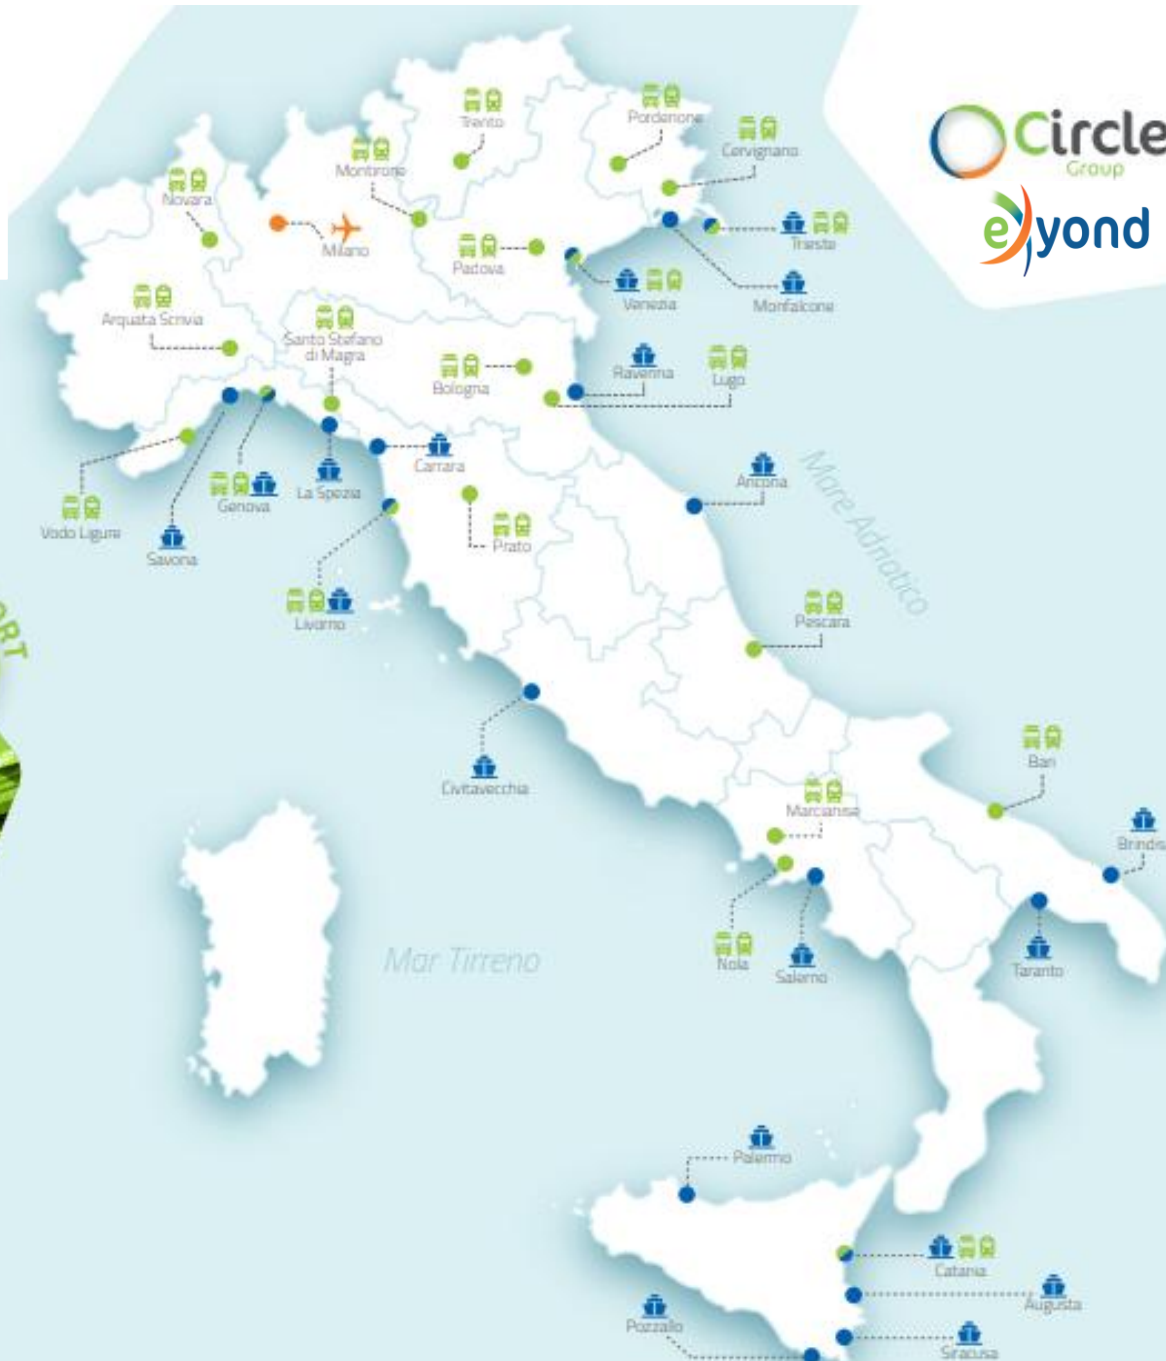 Circle
Group
eyond
Trento
Pordenone
Cervignano
Montirone
Novara
Milano
Padova
Trieste
Venezia
Monfalcone
Arquata Scrivia
Santo Stefano
di Magra
Bologna
Ravenna
Lugo
Carrara
Ancona
La Spezia
Genova
Vado Ligure
Savona
Prato
Mare Adriatico
Livorno
Pescara
ORT
Civitavecchia
Bari
Marcianise
Brindis
Nola
Salerno
Taranto
Mar Tirreno
Palermo
Catania
Augusta
Pozzallo
Siracusa